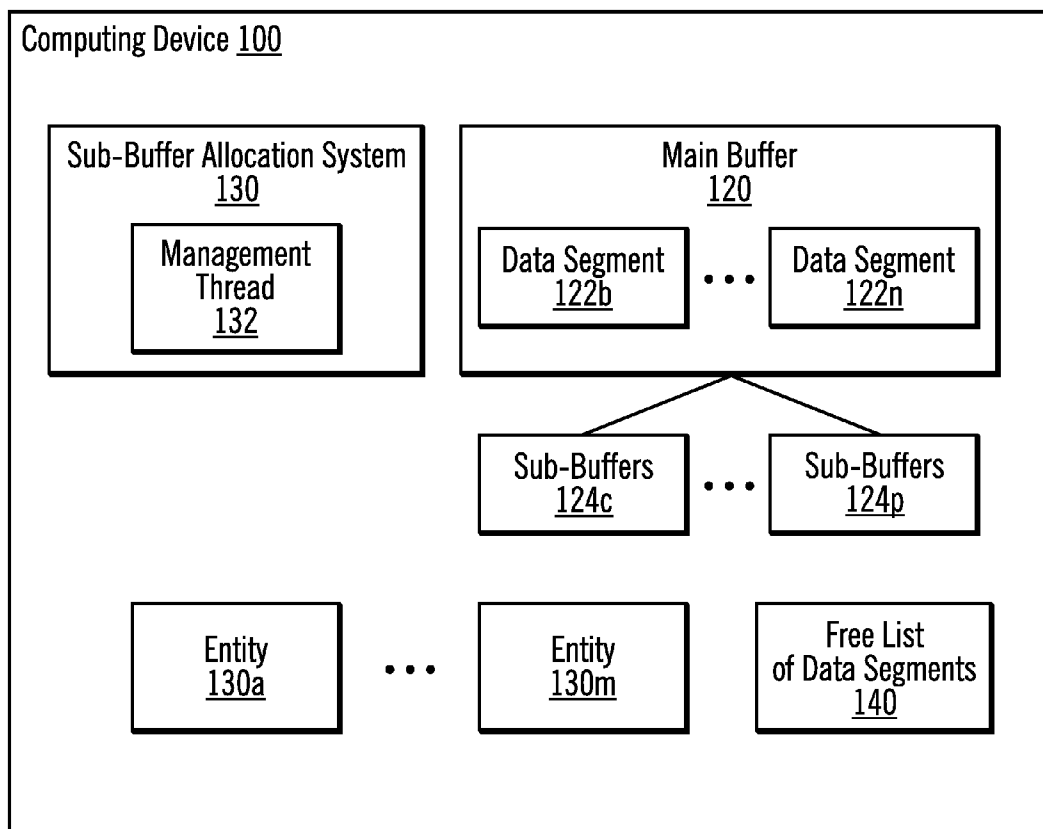 Computing Device 100
Sub-Buffer Allocation System
130
Management
Thread
132
Main Buffer
120
Data Segment
122b
Data Segment
122n
Sub-Buffers
124c
Sub-Buffers
124p
Entity
130a
Entity
130m
Free List
of Data Segments
140